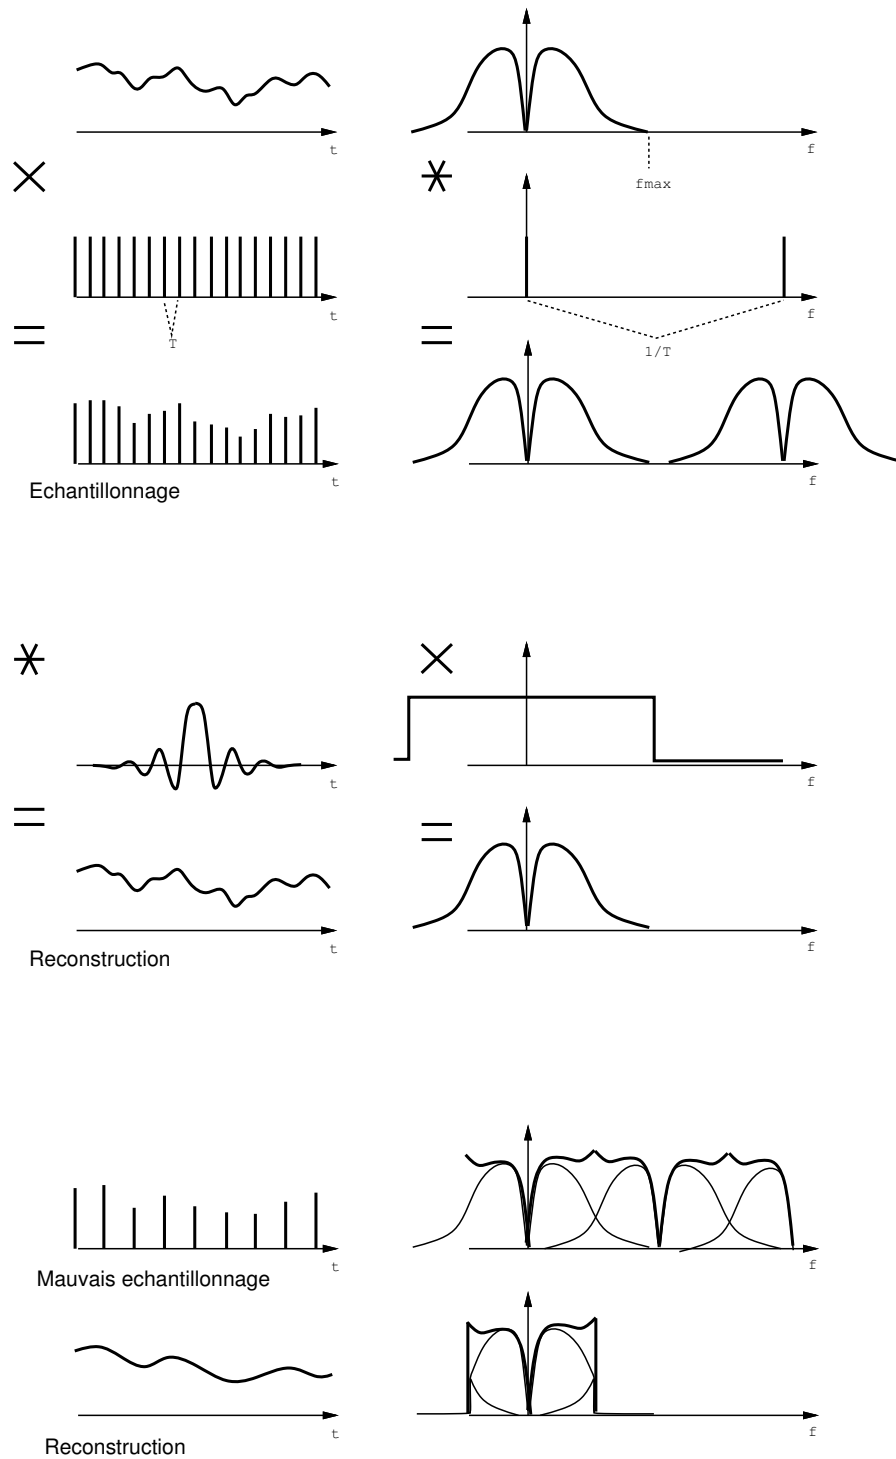 t
f
fmax
t
f
T
1/T
t
f
Echantillonnage
t
f
t
f
Reconstruction
t
f
Mauvais echantillonnage
t
f
Reconstruction